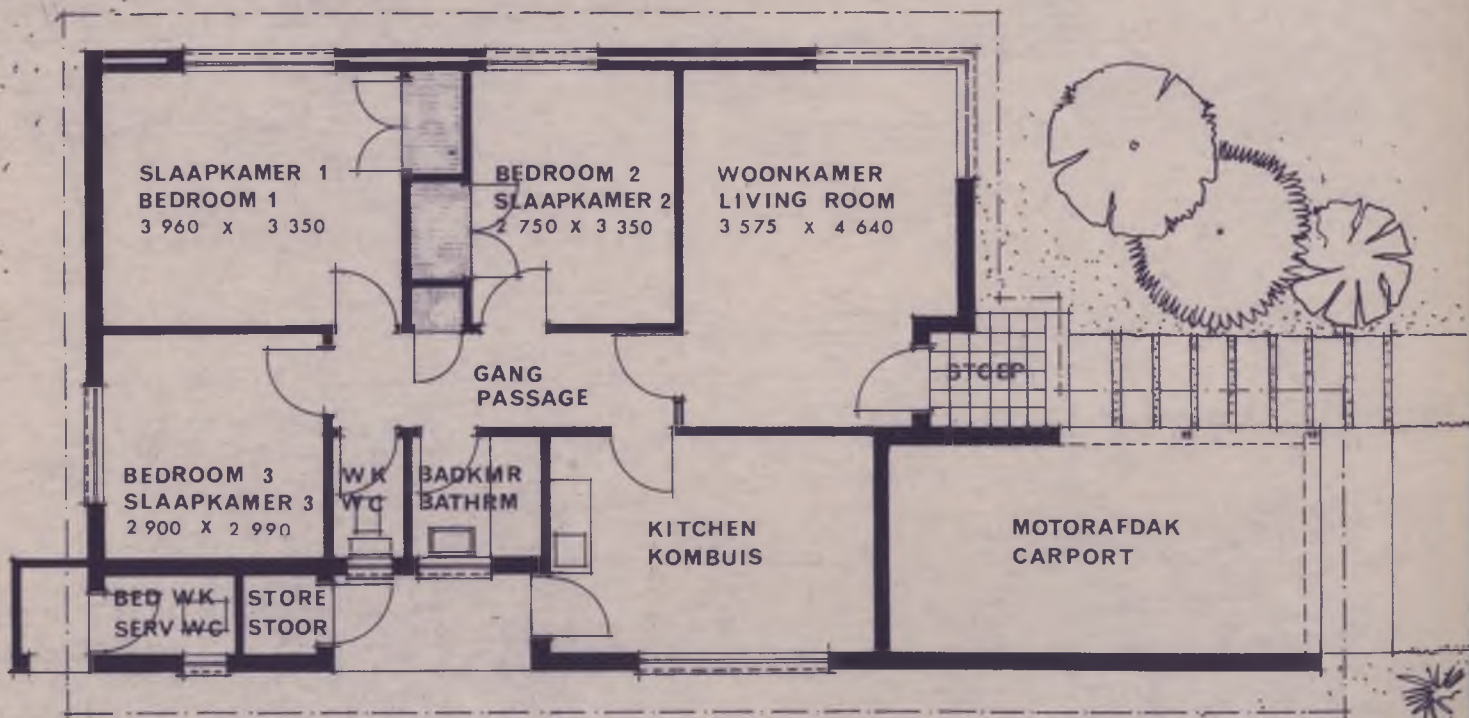 SLAAPKAMER 1
BEDROOM 1
3 960 X 3 350
BEDROOM 2
SLAAPKAMER 2
2 750 X 3 350
WOONKAMER
LIVING ROOM
3 575 X 4 640
GANG
PASSAGE
STOEP
BEDROOM 3
SLAAPKAMER 3
2 900 X 2 990
WK
WC
BADKMR
BATHRM
KITCHEN
KOMBUIS
MOTORAFDAK
CARPORT
BED WK
SERV WC
STORE
STOOR